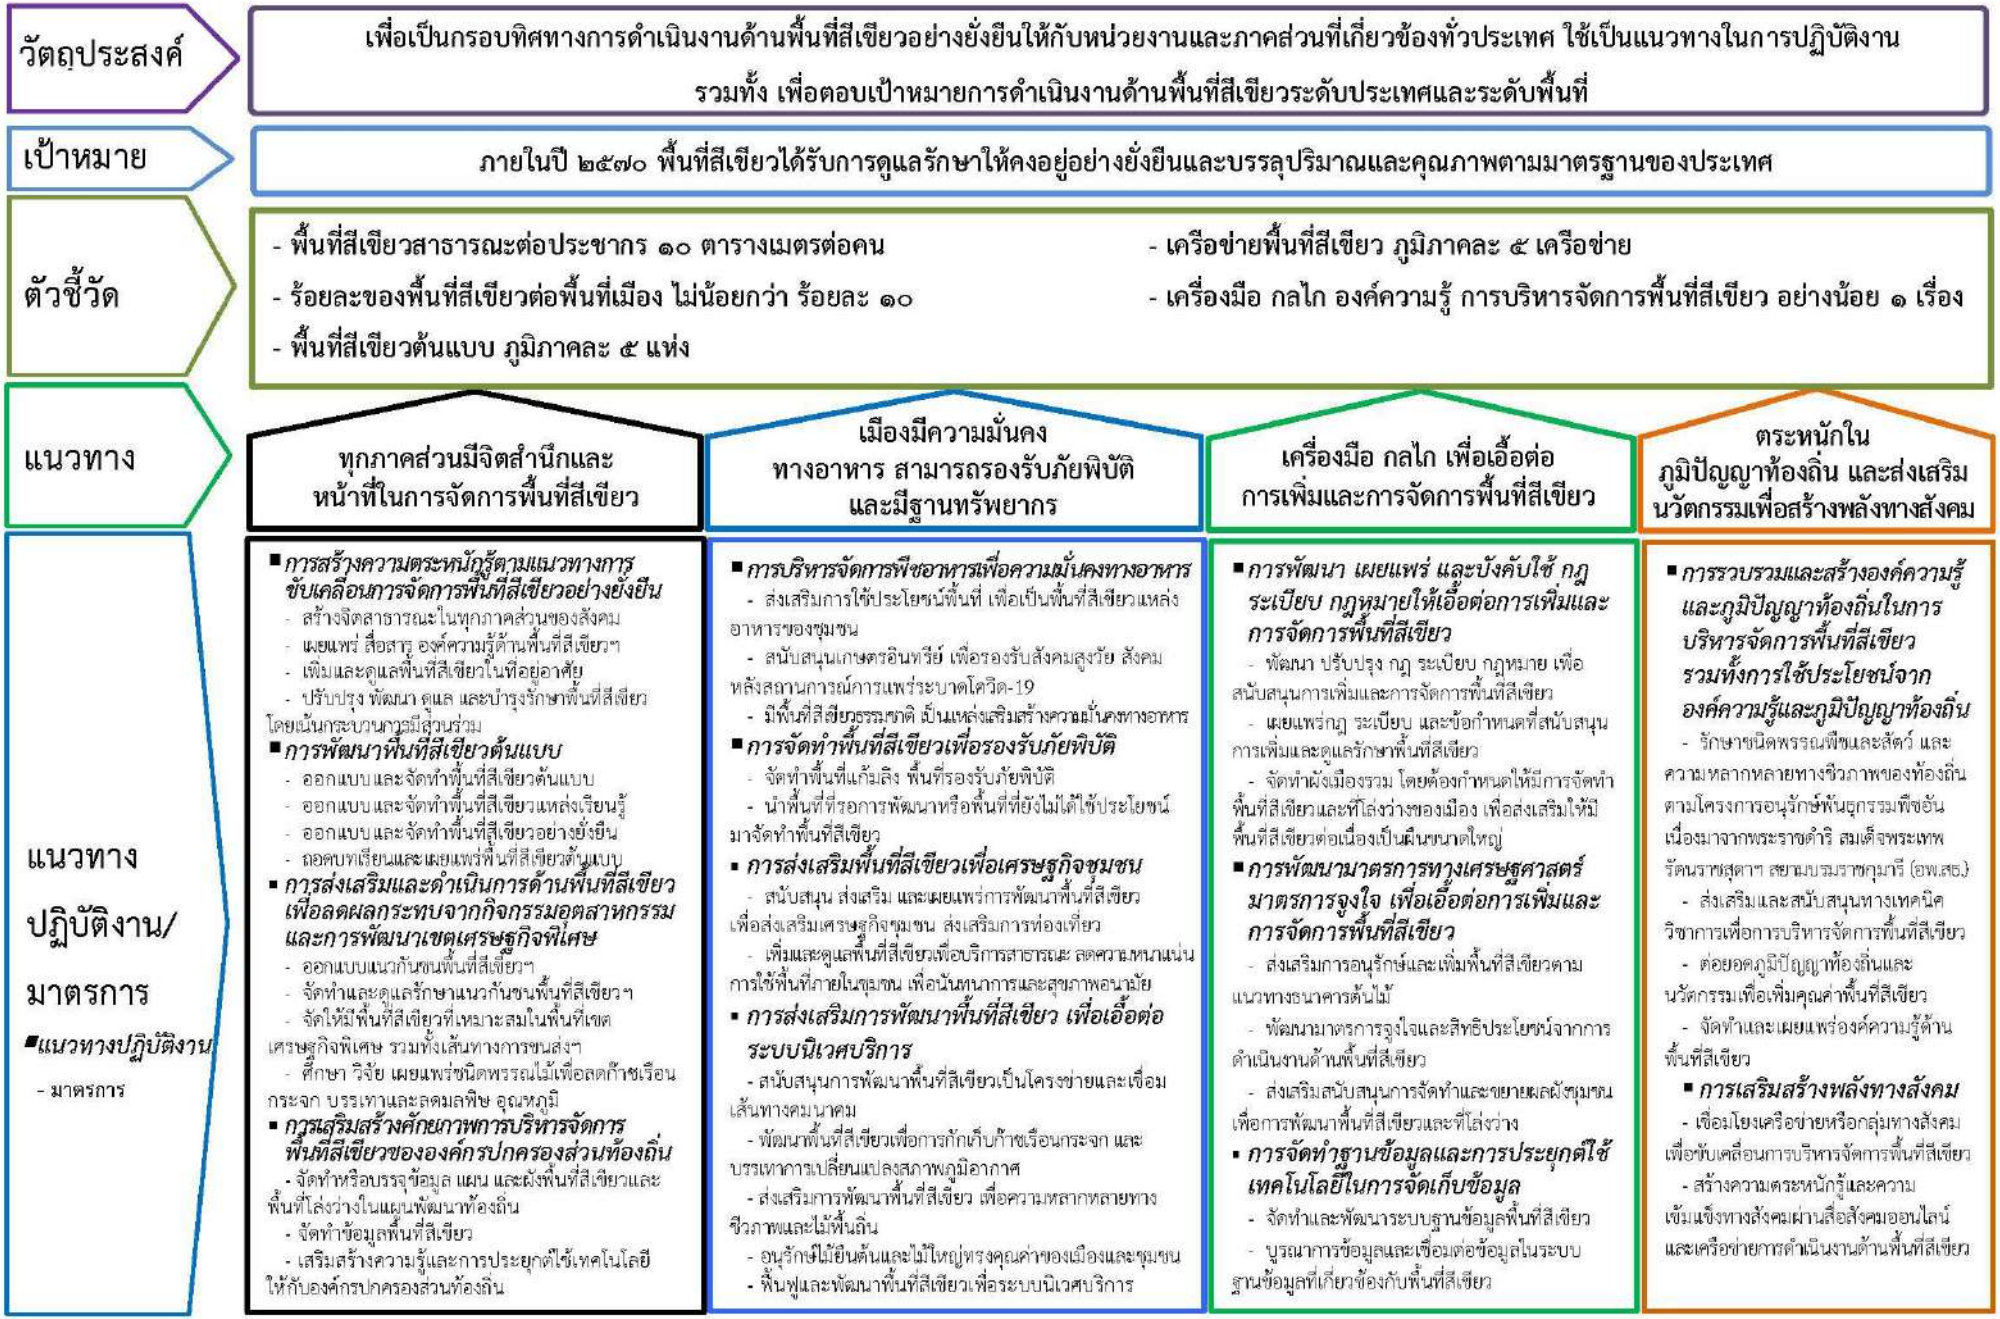 วัตถุประสงค์
เพื่อเป็นกรอบทิศทางการดำเนินงานด้านพื้นที่สีเขียวอย่างยั่งยืนให้กับหน่วยงานและภาคส่วนที่เกี่ยวข้องทั่วประเทศ ใช้เป็นแนวทางในการปฏิบัติงาน
รวมทั้ง เพื่อตอบเป้าหมายการดำเนินงานด้านพื้นที่สีเขียวระดับประเทศและระดับพื้นที่
เป้าหมาย
ภายในปี ๒๕๗๐ พื้นที่สีเขียวได้รับการดูแลรักษาให้คงอยู่อย่างยั่งยืนและบรรลุปริมาณและคุณภาพตามมาตรฐานของประเทศ
ตัวชี้วัด
- พื้นที่สีเขียวสาธารณะต่อประชากร ๑๐ ตารางเมตรต่อคน
- ร้อยละของพื้นที่สีเขียวต่อพื้นที่เมือง ไม่น้อยกว่า ร้อยละ ๑๐
- พื้นที่สีเขียวต้นแบบ ภูมิภาคละ ๕ แห่ง
- เครือข่ายพื้นที่สีเขียว ภูมิภาคละ ๕ เครือข่าย
- เครื่องมือ กลไก องค์ความรู้ การบริหารจัดการพื้นที่สีเขียว อย่างน้อย ๑ เรื่อง
แนวทาง
ทุกภาคส่วนมีจิตสำนึกและ
หน้าที่ในการจัดการพื้นที่สีเขียว
เมืองมีความมั่นคง
ทางอาหาร สามารถรองรับภัยพิบัติ
และมีฐานทรัพยากร
เครื่องมือ กลไก เพื่อเอื้อต่อ
การเพิ่มและการจัดการพื้นที่สีเขียว
ตระหนักใน
ภูมิปัญญาท้องถิ่น และส่งเสริม
นวัตกรรมเพื่อสร้างพลังทางสังคม
แนวทาง
ปฏิบัติงาน/
มาตรการ
▪แนวทางปฏิบัติงาน
- มาตรการ
▪ การสร้างความตระหนักรู้ตามแนวทางการ
ขับเคลื่อนการจัดการพื้นที่สีเขียวอย่างยั่งยืน
- สร้างจิตสาธารณะในทุกภาคส่วนของสังคม
- เผยแพร่ สื่อสาร องค์ความรู้ด้านพื้นที่สีเขียวฯ
- เพิ่มและดูแลพื้นที่สีเขียวในที่อยู่อาศัย
- ปรับปรุง พัฒนา ดูแล และบำรุงรักษาพื้นที่สีเขียว
โดยเน้นกระบวนการมีส่วนร่วม
▪ การพัฒนาพื้นที่สีเขียวต้นแบบ
- ออกแบบและจัดทำพื้นที่สีเขียวต้นแบบ
- ออกแบบและจัดทำพื้นที่สีเขียวแหล่งเรียนรู้
- ออกแบบและจัดทำพื้นที่สีเขียวอย่างยั่งยืน
- ถอดบทเรียนและเผยแพร่พื้นที่สีเขียวต้นแบบ
▪ การส่งเสริมและดำเนินการด้านพื้นที่สีเขียว
เพื่อลดผลกระทบจากกิจกรรมอุตสาหกรรม
และการพัฒนาเขตเศรษฐกิจพิเศษ
- ออกแบบแนวกันชนพื้นที่สีเขียวฯ
- จัดทำและดูแลรักษาแนวกันชนพื้นที่สีเขียวฯ
- จัดให้มีพื้นที่สีเขียวที่เหมาะสมในพื้นที่เขต
เศรษฐกิจพิเศษ รวมทั้งเส้นทางการขนส่งฯ
- ศึกษา วิจัย เผยแพร่ชนิดพรรณไม้เพื่อลดก๊าซเรือน
กระจก บรรเทาและลดมลพิษ อุณหภูมิ
▪ การเสริมสร้างศักยภาพการบริหารจัดการ
พื้นที่สีเขียวขององค์กรปกครองส่วนท้องถิ่น
- จัดทำหรือบรรจุข้อมูล แผน และผังพื้นที่สีเขียวและ
พื้นที่โล่งว่างในแผนพัฒนาท้องถิ่น
- จัดทำข้อมูลพื้นที่สีเขียว
- เสริมสร้างความรู้และการประยุกต์ใช้เทคโนโลยี
ให้กับองค์กรปกครองส่วนท้องถิ่น
▪ การบริหารจัดการพืชอาหารเพื่อความมั่นคงทางอาหาร
- ส่งเสริมการใช้ประโยชน์พื้นที่ เพื่อเป็นพื้นที่สีเขียวแหล่ง
อาหารของชุมชน
- สนับสนุนเกษตรอินทรีย์ เพื่อรองรับสังคมสูงวัย สังคม
หลังสถานการณ์การแพร่ระบาดโควิด-19
- มีพื้นที่สีเขียวธรรมชาติ เป็นแหล่งเสริมสร้างความมั่นคงทางอาหาร
▪ การจัดทำพื้นที่สีเขียวเพื่อรองรับภัยพิบัติ
- จัดทำพื้นที่แก้มลิง พื้นที่รองรับภัยพิบัติ
- นำพื้นที่ที่รอการพัฒนาหรือพื้นที่ที่ยังไม่ได้ใช้ประโยชน์
มาจัดทำพื้นที่สีเขียว
▪ การส่งเสริมพื้นที่สีเขียวเพื่อเศรษฐกิจชุมชน
- สนับสนุน ส่งเสริม และเผยแพร่การพัฒนาพื้นที่สีเขียว
เพื่อส่งเสริมเศรษฐกิจชุมชน ส่งเสริมการท่องเที่ยว
- เพิ่มและดูแลพื้นที่สีเขียวเพื่อบริการสาธารณะ ลดความหนาแน่น
การใช้พื้นที่ภายในชุมชน เพื่อนันทนาการและสุขภาพอนามัย
▪ การส่งเสริมการพัฒนาพื้นที่สีเขียว เพื่อเอื้อต่อ
ระบบนิเวศบริการ
- สนับสนุนการพัฒนาพื้นที่สีเขียวเป็นโครงข่ายและเชื่อม
เส้นทางคมนาคม
- พัฒนาพื้นที่สีเขียวเพื่อการกักเก็บก๊าซเรือนกระจก และ
บรรเทาการเปลี่ยนแปลงสภาพภูมิอากาศ
- ส่งเสริมการพัฒนาพื้นที่สีเขียว เพื่อความหลากหลายทาง
ชีวภาพและไม้พื้นถิ่น
- อนุรักษ์ไม้ยืนต้นและไม้ใหญ่ทรงคุณค่าของเมืองและชุมชน
- ฟื้นฟูและพัฒนาพื้นที่สีเขียวเพื่อระบบนิเวศบริการ
▪ การพัฒนา เผยแพร่ และบังคับใช้ กฎ
ระเบียบ กฎหมายให้เอื้อต่อการเพิ่มและ
การจัดการพื้นที่สีเขียว
- พัฒนา ปรับปรุง กฎ ระเบียบ กฎหมาย เพื่อ
สนับสนุนการเพิ่มและการจัดการพื้นที่สีเขียว
- เผยแพร่กฎ ระเบียบ และข้อกำหนดที่สนับสนุน
การเพิ่มและดูแลรักษาพื้นที่สีเขียว
- จัดทำผังเมืองรวม โดยต้องกำหนดให้มีการจัดทำ
พื้นที่สีเขียวและที่โล่งว่างของเมือง เพื่อส่งเสริมให้มี
พื้นที่สีเขียวต่อเนื่องเป็นผืนขนาดใหญ่
▪ การพัฒนามาตรการทางเศรษฐศาสตร์
มาตรการจูงใจ เพื่อเอื้อต่อการเพิ่มและ
การจัดการพื้นที่สีเขียว
- ส่งเสริมการอนุรักษ์และเพิ่มพื้นที่สีเขียวตาม
แนวทางธนาคารต้นไม้
- พัฒนามาตรการจูงใจและสิทธิประโยชน์จากการ
ดำเนินงานด้านพื้นที่สีเขียว
- ส่งเสริมสนับสนุนการจัดทำและขยายผลผังชุมชน
เพื่อการพัฒนาพื้นที่สีเขียวและที่โล่งว่าง
▪ การจัดทำฐานข้อมูลและการประยุกต์ใช้
เทคโนโลยีในการจัดเก็บข้อมูล
- จัดทำและพัฒนาระบบฐานข้อมูลพื้นที่สีเขียว
- บูรณาการข้อมูลและเชื่อมต่อข้อมูลในระบบ
ฐานข้อมูลที่เกี่ยวข้องกับพื้นที่สีเขียว
▪ การรวบรวมและสร้างองค์ความรู้
และภูมิปัญญาท้องถิ่นในการ
บริหารจัดการพื้นที่สีเขียว
รวมทั้งการใช้ประโยชน์จาก
องค์ความรู้และภูมิปัญญาท้องถิ่น
- รักษาชนิดพรรณพืชและสัตว์ และ
ความหลากหลายทางชีวภาพของท้องถิ่น
ตามโครงการอนุรักษ์พันธุกรรมพืชอัน
เนื่องมาจากพระราชดำริ สมเด็จพระเทพ
รัตนราชสุดาฯ สยามบรมราชกุมารี (อพ.สธ.)
- ส่งเสริมและสนับสนุนทางเทคนิค
วิชาการเพื่อการบริหารจัดการพื้นที่สีเขียว
- ต่อยอดภูมิปัญญาท้องถิ่นและ
นวัตกรรมเพื่อเพิ่มคุณค่าพื้นที่สีเขียว
- จัดทำและเผยแพร่องค์ความรู้ด้าน
พื้นที่สีเขียว
▪ การเสริมสร้างพลังทางสังคม
- เชื่อมโยงเครือข่ายหรือกลุ่มทางสังคม
เพื่อขับเคลื่อนการบริหารจัดการพื้นที่สีเขียว
- สร้างความตระหนักรู้และความ
เข้มแข็งทางสังคมผ่านสื่อสังคมออนไลน์
และเครือข่ายการดำเนินงานด้านพื้นที่สีเขียว